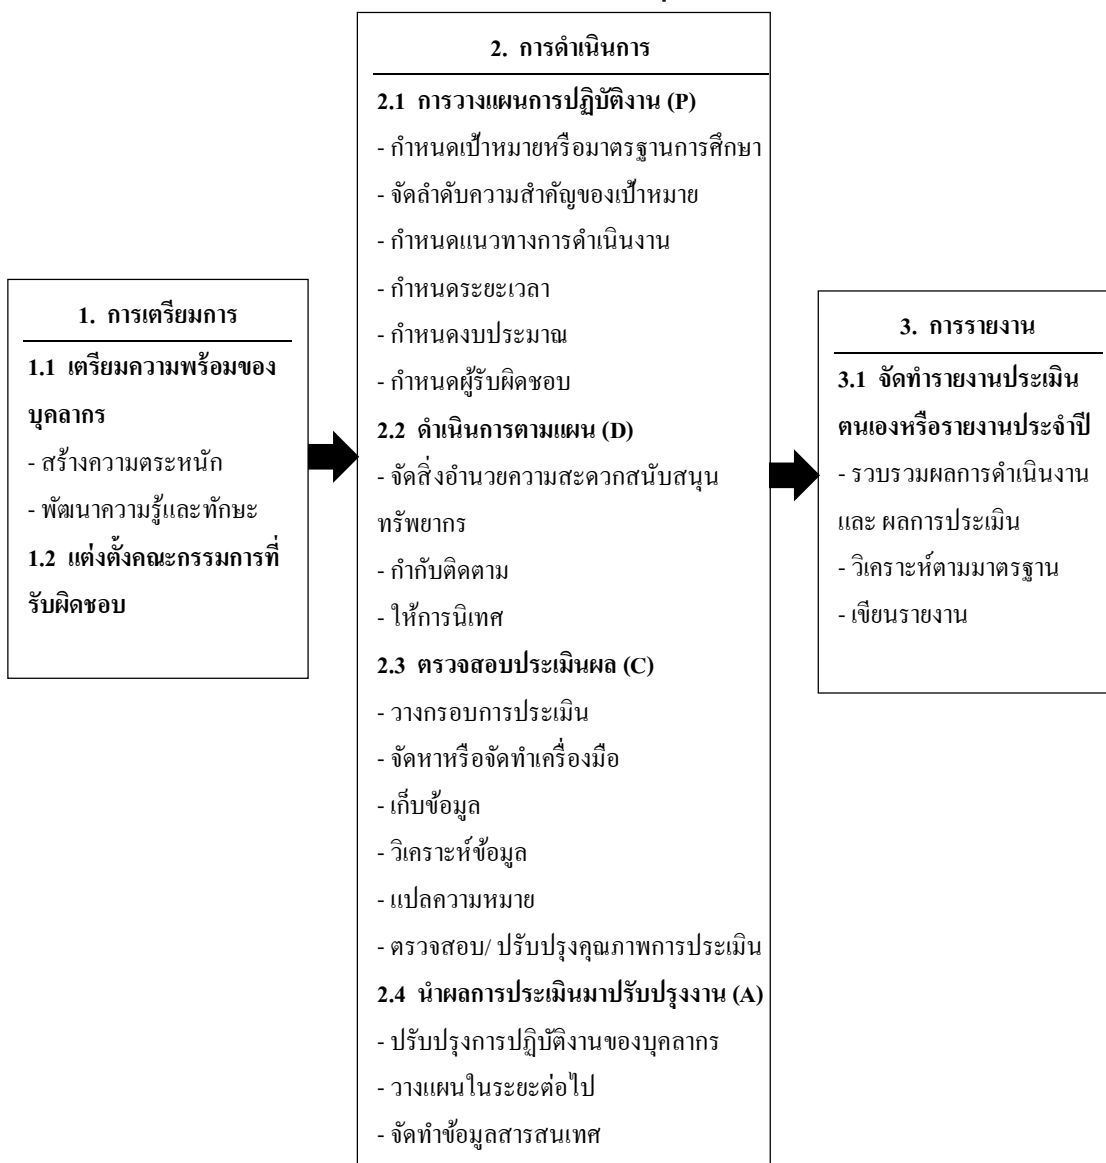 1. การเตรียมการ
1.1 เตรียมความพร้อมของ
บุคลากร
- สร้างความตระหนัก
- พัฒนาความรู้และทักษะ
1.2 แต่งตั้งคณะกรรมการที่
รับผิดชอบ
2. การดำเนินการ
2.1 การวางแผนการปฏิบัติงาน (P)
- กำหนดเป้าหมายหรือมาตรฐานการศึกษา
- จัดลำดับความสำคัญของเป้าหมาย
- กำหนดแนวทางการดำเนินงาน
- กำหนดระยะเวลา
- กำหนดงบประมาณ
- กำหนดผู้รับผิดชอบ
2.2 ดำเนินการตามแผน (D)
- จัดสิ่งอำนวยความสะดวกสนับสนุน
ทรัพยากร
- กำกับติดตาม
- ให้การนิเทศ
2.3 ตรวจสอบประเมินผล (C)
- วางกรอบการประเมิน
- จัดหาหรือจัดทำเครื่องมือ
- เก็บข้อมูล
- วิเคราะห์ข้อมูล
- แปลความหมาย
- ตรวจสอบ/ ปรับปรุงคุณภาพการประเมิน
2.4 นำผลการประเมินมาปรับปรุงงาน (A)
- ปรับปรุงการปฏิบัติงานของบุคลากร
- วางแผนในระยะต่อไป
- จัดทำข้อมูลสารสนเทศ
3. การรายงาน
3.1 จัดทำรายงานประเมิน
ตนเองหรือรายงานประจำปี
- รวบรวมผลการดำเนินงาน
และ ผลการประเมิน
- วิเคราะห์ตามมาตรฐาน
- เขียนรายงาน